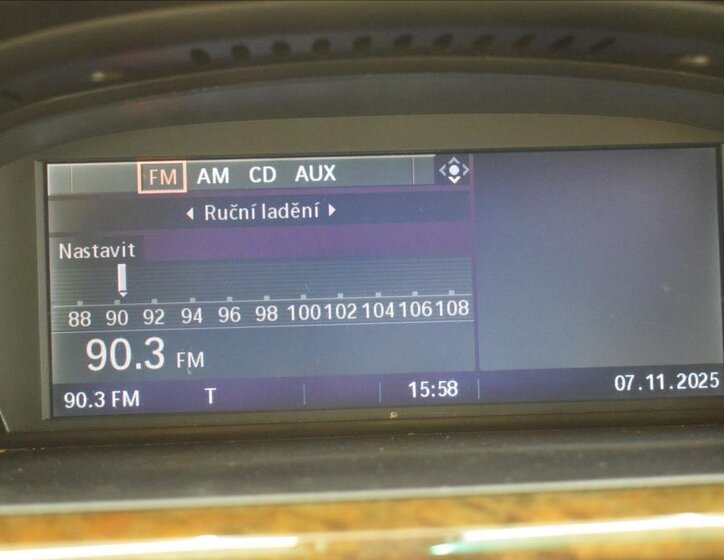 FM AM CD AUX
Ruční ladění
Nastavit
88 90 92 94 96 98 100 102 104 106 108
90.3 FM
90.3 FM T 15:58 07.11.2025